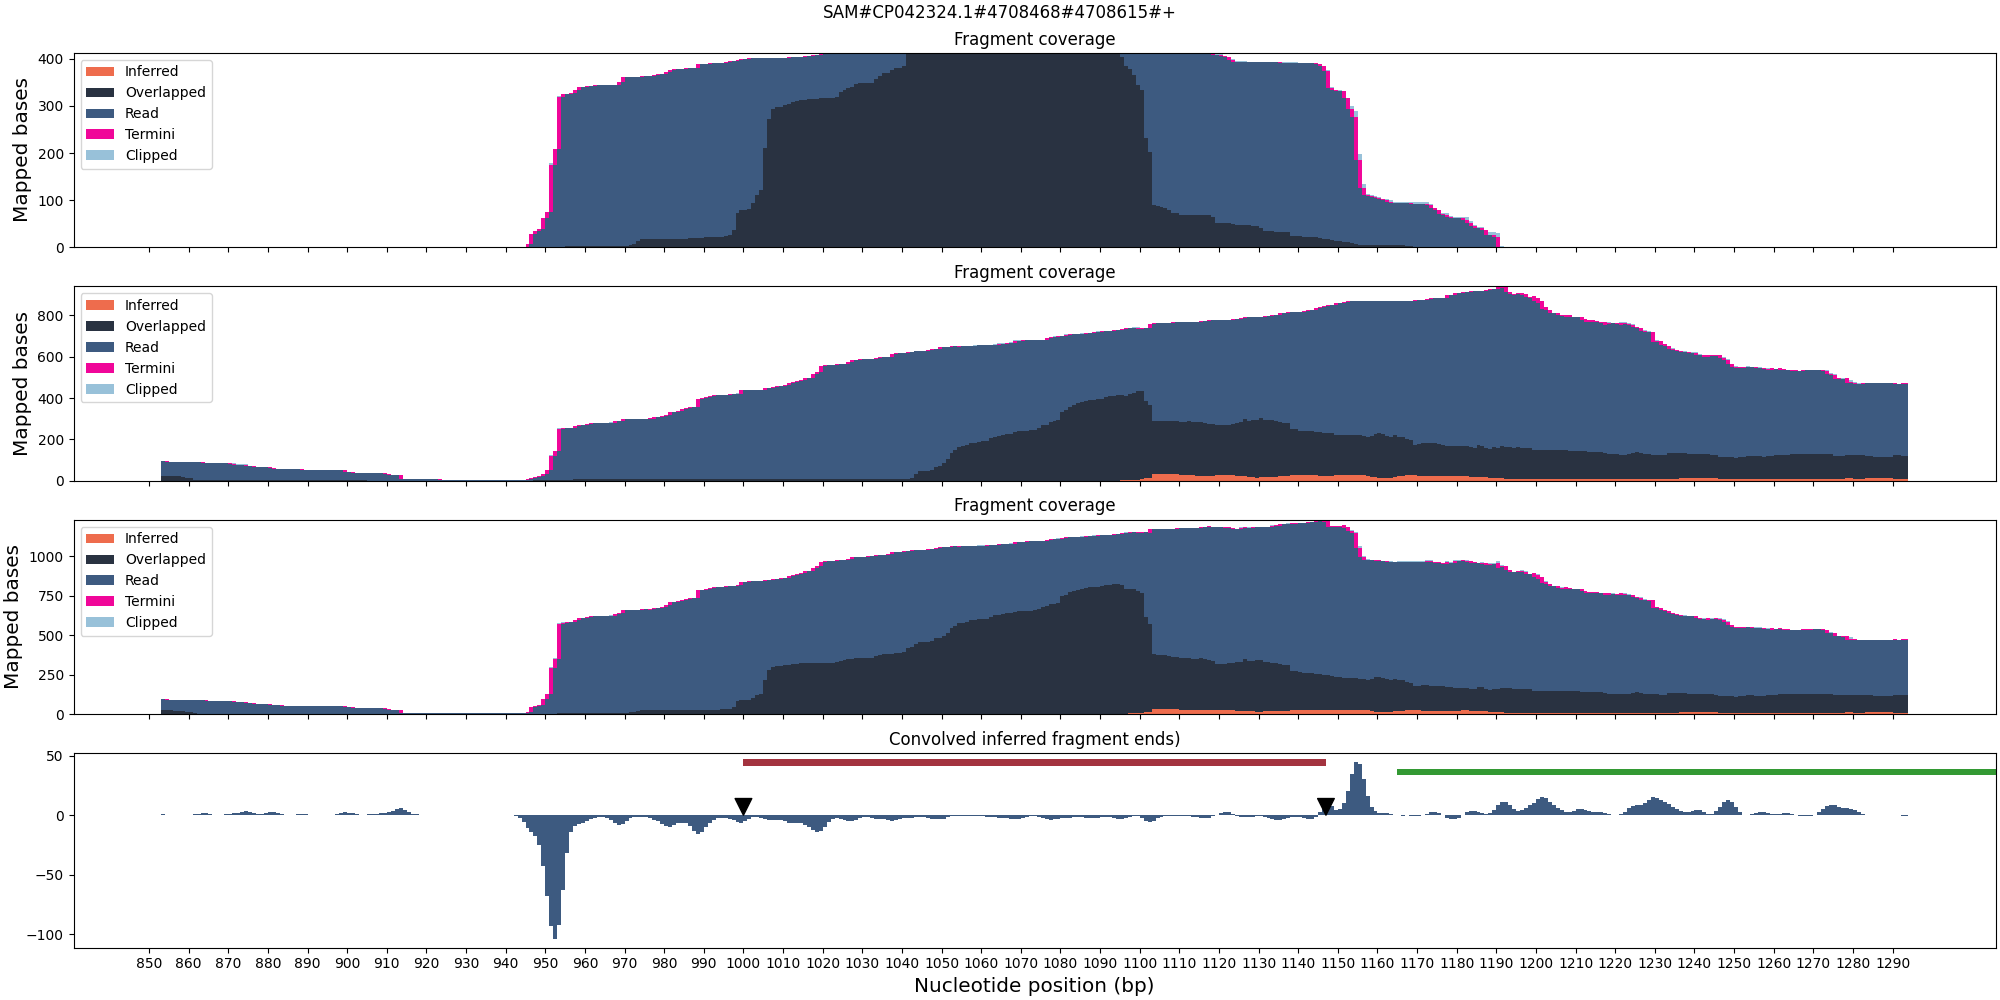 SAM#CP042324.1#4708468#4708615#+
Fragment coverage
Mapped bases
400
300
200
100
0
Inferred
Overlapped
Read
Termini
Clipped
Fragment coverage
Mapped bases
800
600
400
200
0
Inferred
Overlapped
Read
Termini
Clipped
Fragment coverage
Mapped bases
1000
750
500
250
0
Inferred
Overlapped
Read
Termini
Clipped
Convolved inferred fragment ends)
50
0
−50
−100
850 860 870 880 890 900 910 920 930 940 950 960 970 980 990 1000 1010 1020 1030 1040 1050 1060 1070 1080 1090 1100 1110 1120 1130 1140 1150 1160 1170 1180 1190 1200 1210 1220 1230 1240 1250 1260 1270 1280 1290
Nucleotide position (bp)